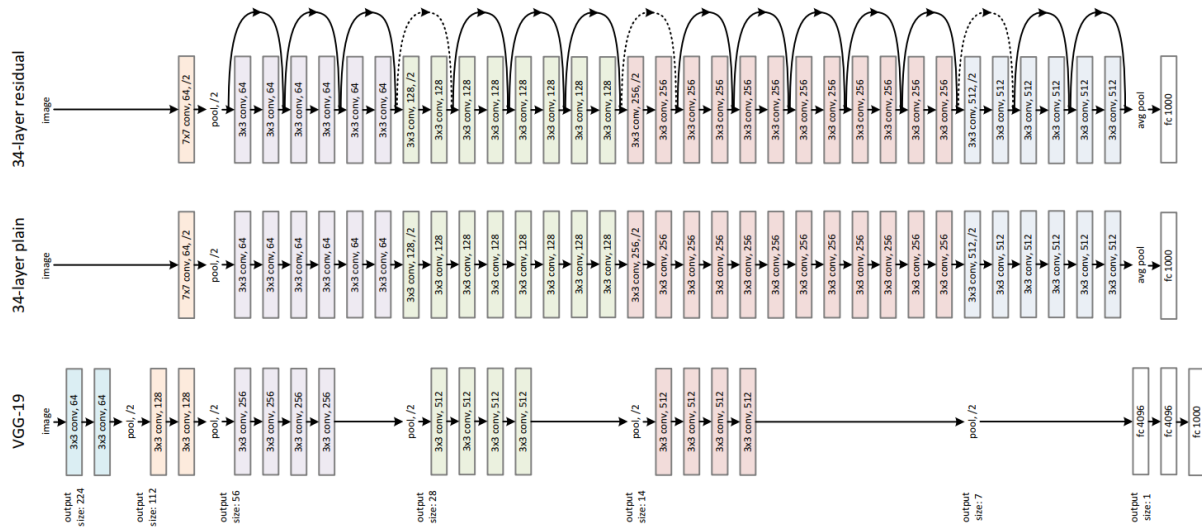 34-layer residual
image
7x7 conv, 64, /2
pool, /2
3x3 conv, 64
3x3 conv, 64
3x3 conv, 64
3x3 conv, 64
3x3 conv, 64
3x3 conv, 64
3x3 conv, 128, /2
3x3 conv, 128
3x3 conv, 128
3x3 conv, 128
3x3 conv, 128
3x3 conv, 128
3x3 conv, 128
3x3 conv, 128
3x3 conv, 256, /2
3x3 conv, 256
3x3 conv, 256
3x3 conv, 256
3x3 conv, 256
3x3 conv, 256
3x3 conv, 256
3x3 conv, 256
3x3 conv, 256
3x3 conv, 256
3x3 conv, 256
3x3 conv, 256
3x3 conv, 512, /2
3x3 conv, 512
3x3 conv, 512
3x3 conv, 512
3x3 conv, 512
3x3 conv, 512
avg pool
fc 1000
34-layer plain
image
7x7 conv, 64, /2
pool, /2
3x3 conv, 64
3x3 conv, 64
3x3 conv, 64
3x3 conv, 64
3x3 conv, 64
3x3 conv, 64
3x3 conv, 128, /2
3x3 conv, 128
3x3 conv, 128
3x3 conv, 128
3x3 conv, 128
3x3 conv, 128
3x3 conv, 128
3x3 conv, 128
3x3 conv, 256, /2
3x3 conv, 256
3x3 conv, 256
3x3 conv, 256
3x3 conv, 256
3x3 conv, 256
3x3 conv, 256
3x3 conv, 256
3x3 conv, 256
3x3 conv, 256
3x3 conv, 256
3x3 conv, 256
3x3 conv, 512, /2
3x3 conv, 512
3x3 conv, 512
3x3 conv, 512
3x3 conv, 512
3x3 conv, 512
avg pool
fc 1000
VGG-19
image
3x3 conv, 64
3x3 conv, 64
pool, /2
3x3 conv, 128
3x3 conv, 128
pool, /2
3x3 conv, 256
3x3 conv, 256
3x3 conv, 256
3x3 conv, 256
pool, /2
3x3 conv, 512
3x3 conv, 512
3x3 conv, 512
3x3 conv, 512
pool, /2
3x3 conv, 512
3x3 conv, 512
3x3 conv, 512
3x3 conv, 512
pool, /2
fc 4096
fc 4096
fc 1000
output
size: 224
output
size: 112
output
size: 56
output
size: 28
output
size: 14
output
size: 7
output
size: 1